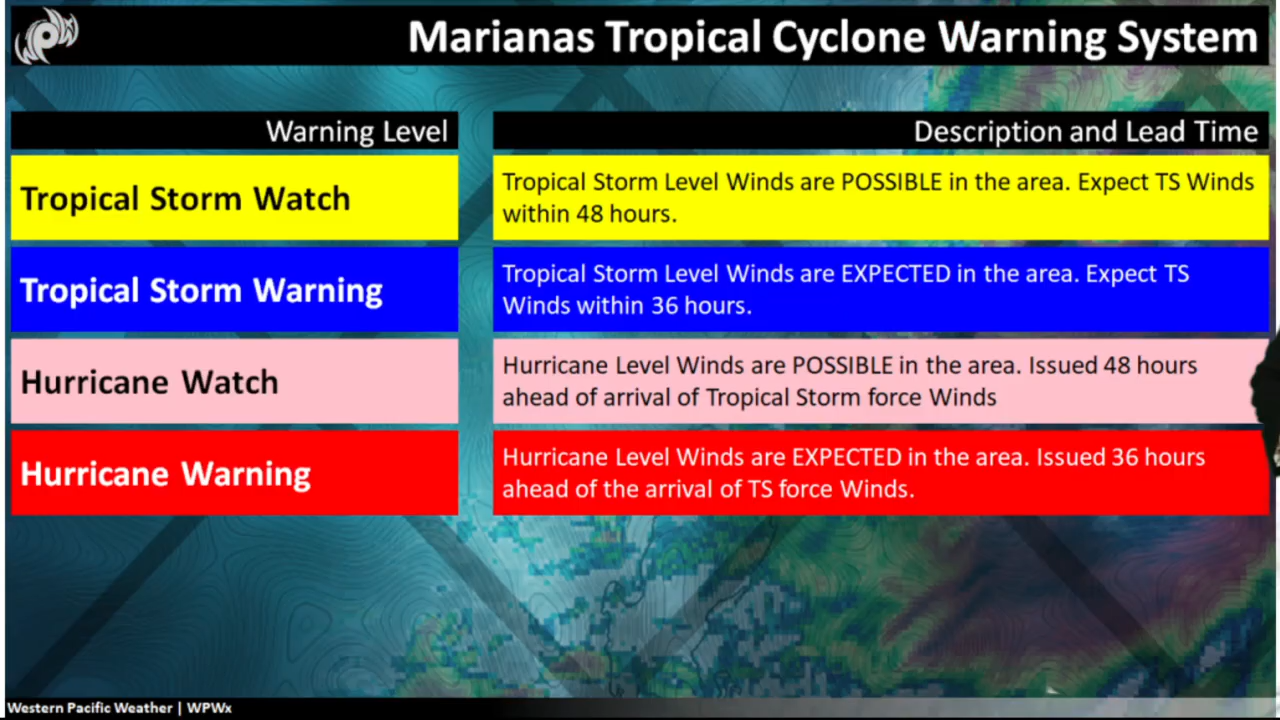 Marianas Tropical Cyclone Warning System
Warning Level
Description and Lead Time
Tropical Storm Watch
Tropical Storm Level Winds are POSSIBLE in the area. Expect TS Winds
within 48 hours.
Tropical Storm Warning
Tropical Storm Level Winds are EXPECTED in the area. Expect TS
Winds within 36 hours.
Hurricane Watch
Hurricane Level Winds are POSSIBLE in the area. Issued 48 hours
ahead of arrival of Tropical Storm force Winds
Hurricane Warning
Hurricane Level Winds are EXPECTED in the area. Issued 36 hours
ahead of the arrival of TS force Winds.
Western Pacific Weather | WPWx